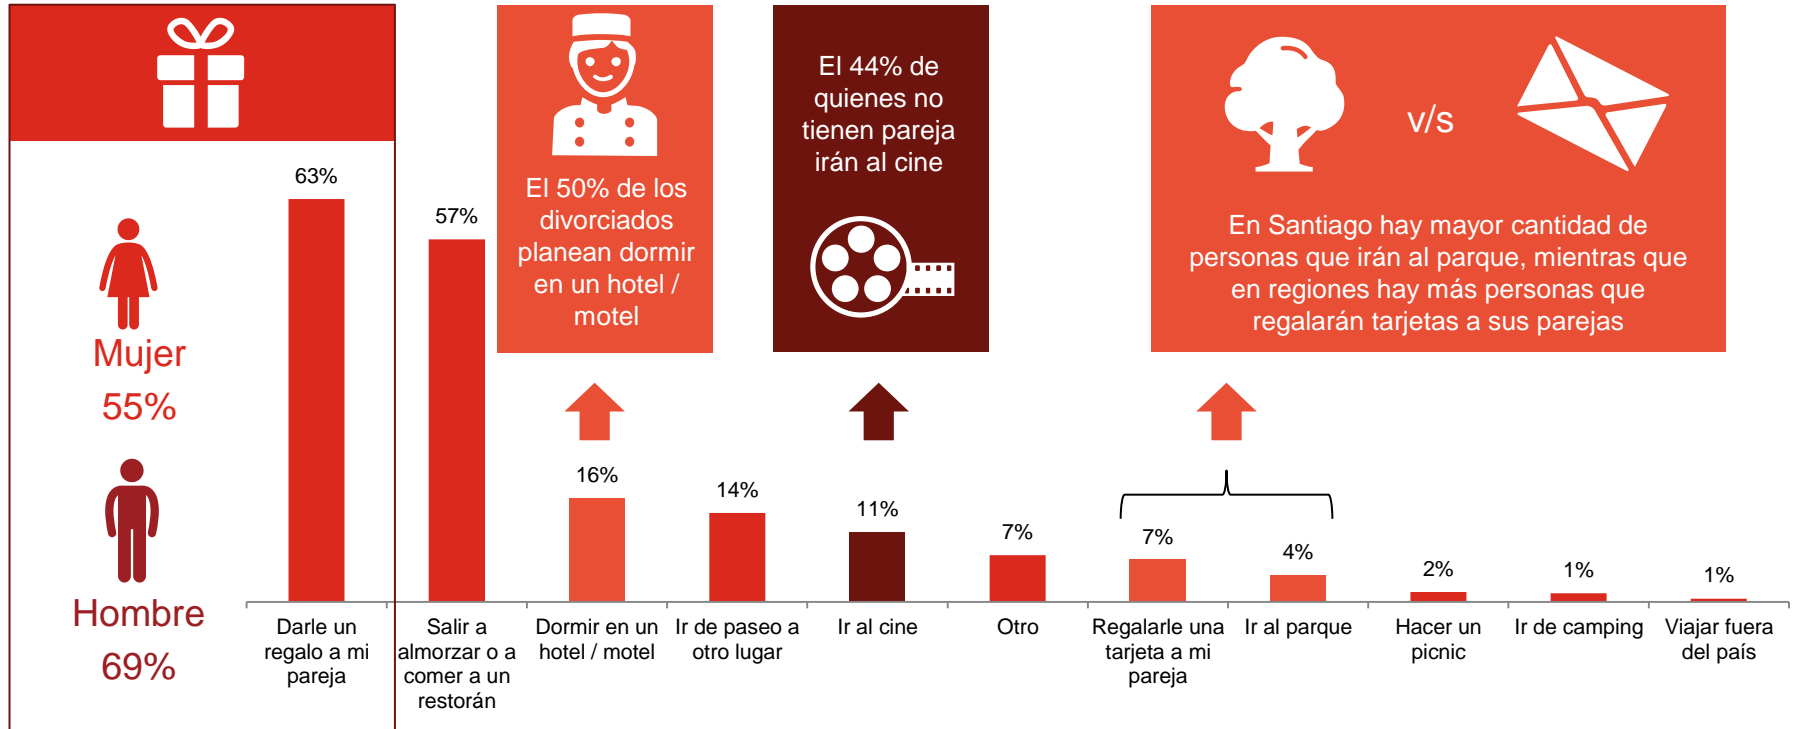 El 50% de los
divorciados
planean dormir
en un hotel /
motel
El 44% de
quienes no
tienen pareja
irán al cine
v/s
En Santiago hay mayor cantidad de
personas que irán al parque, mientras que
en regiones hay más personas que
regalarán tarjetas a sus parejas
Mujer
55%
Hombre
69%
63%
57%
16%
14%
11%
7%
7%
4%
2%
1%
1%
Darle un
regalo a mi
pareja
Salir a
almorzar o a
comer a un
restorán
Dormir en un
hotel / motel
Ir de paseo a
otro lugar
Ir al cine
Otro
Regalarle una
tarjeta a mi
pareja
Ir al parque
Hacer un
picnic
Ir de camping
Viajar fuera
del país